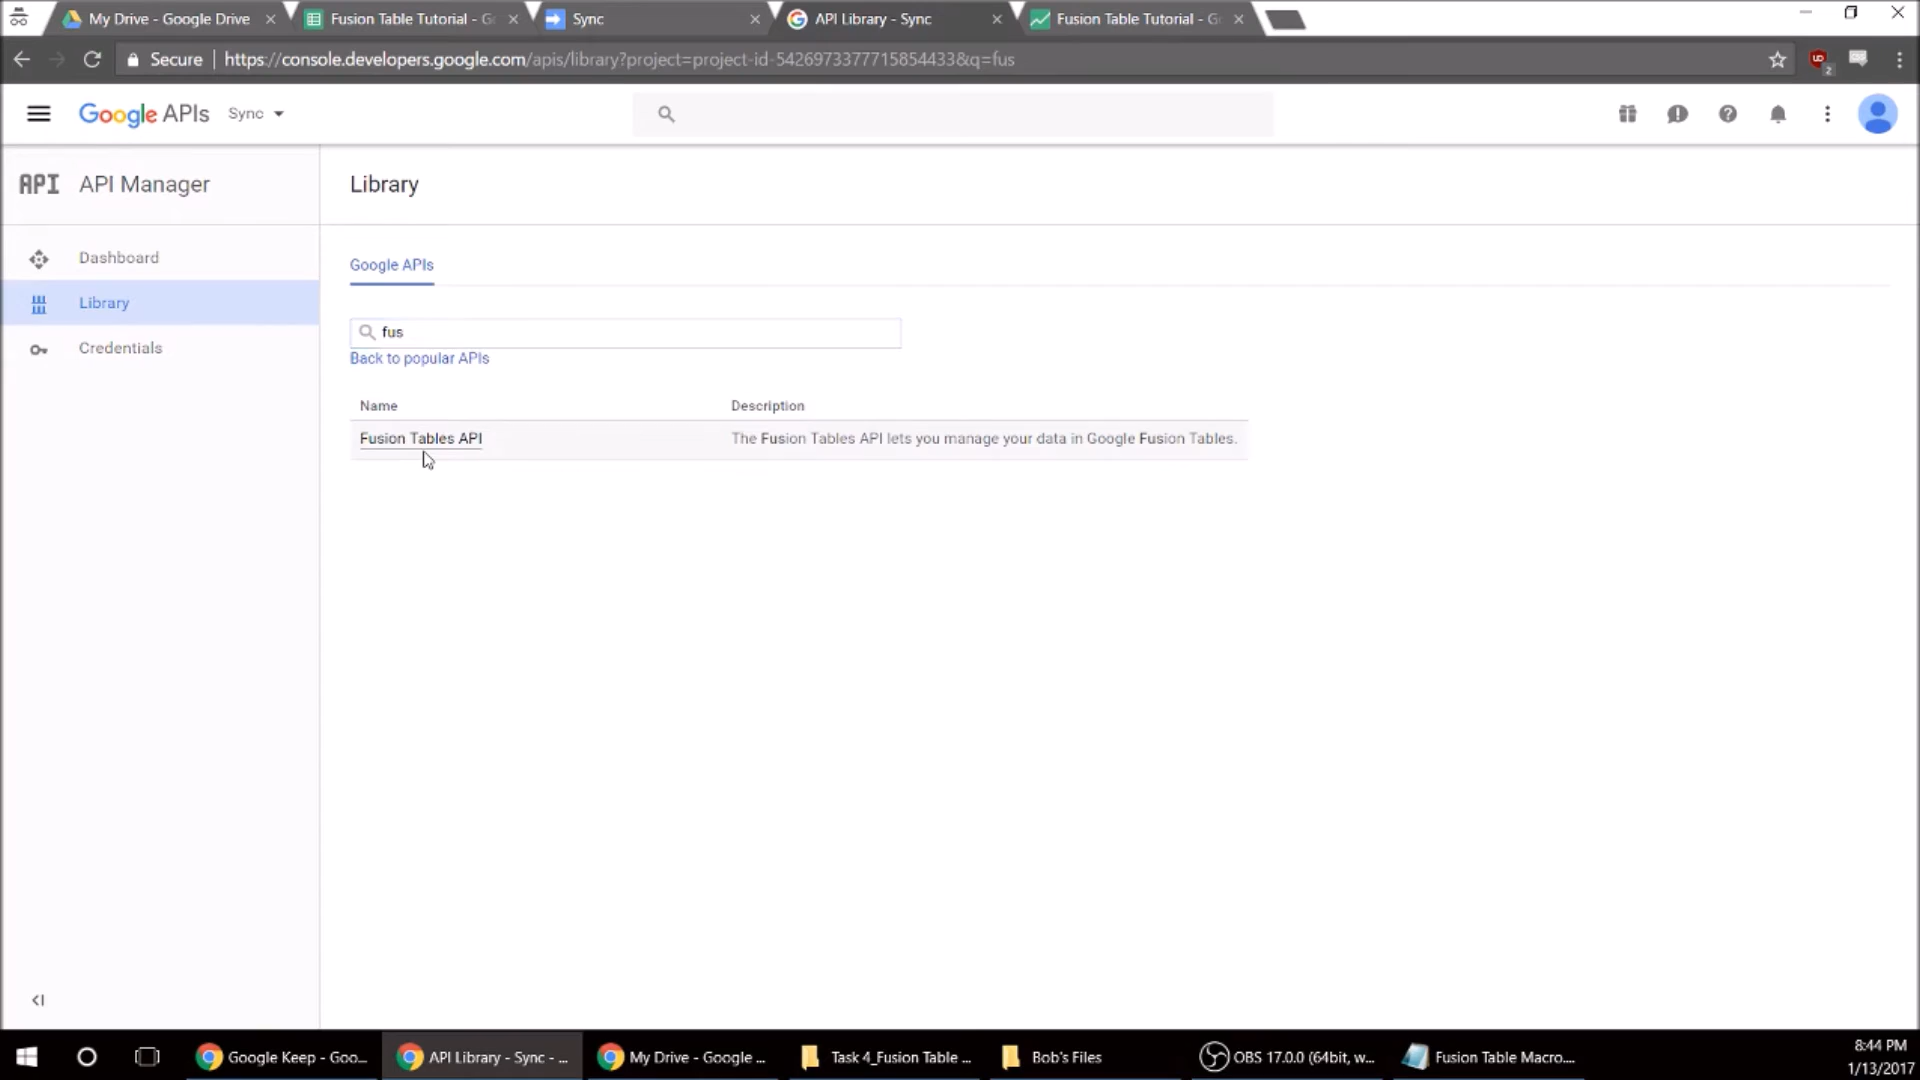 My Drive - Google Drive
Fusion Table Tutorial - G
Sync
API Library - Sync
Fusion Table Tutorial - G
Secure
https://console.developers.google.com/apis/library?project=project-id-5426973377715854433&q=fus
2
Google APIs
Sync
API
API Manager
Library
Dashboard
Library
Credentials
Google APIs
fus
Back to popular APIs
Name
Description
Fusion Tables API
The Fusion Tables API lets you manage your data in Google Fusion Tables.
Google Keep - Goo...
API Library - Sync - ...
My Drive - Google ...
Task 4_Fusion Table ...
Bob's Files
OBS 17.0.0 (64bit, w...
Fusion Table Macro....
8:44 PM
1/13/2017